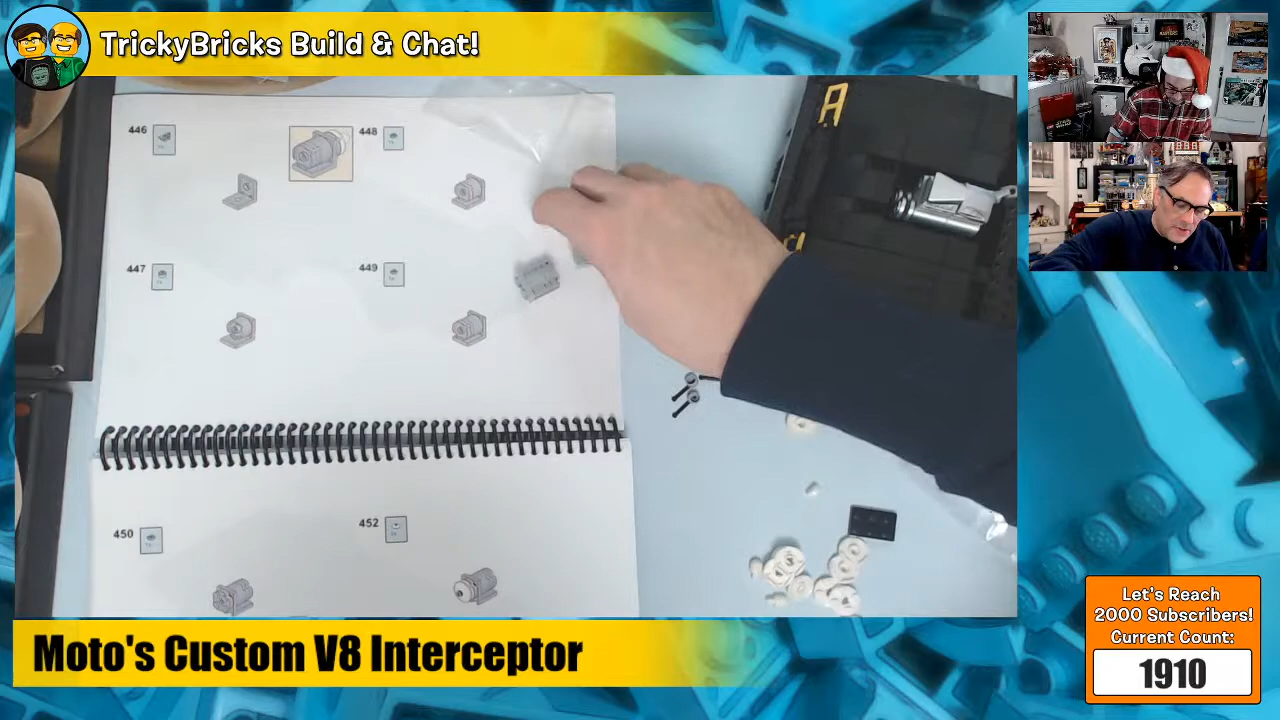 TrickyBricks Build & Chat!
446
448
447
449
450
452
Moto's Custom V8 Interceptor
Let's Reach
2000 Subscribers!
Current Count:
1910